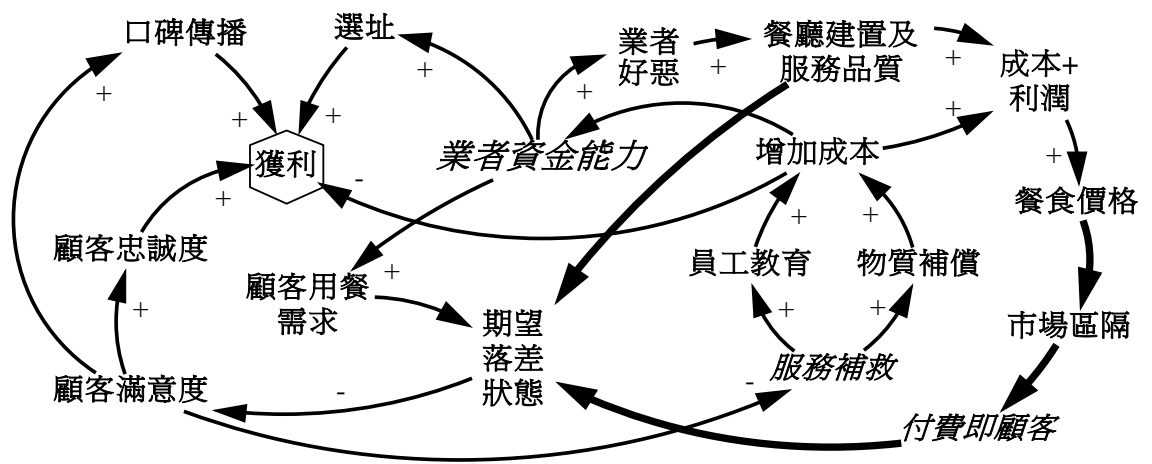 口碑傳播
選址
業者
好惡
餐廳建置及
服務品質
成本+
利潤
+
+
+
+
+
+
+
+
獲利
業者資金能力
增加成本
-
+
+
餐食價格
顧客忠誠度
+
+
員工教育
物質補償
顧客用餐
需求
+
+
+
+
期望
落差
狀態
市場區隔
顧客滿意度
-
-
服務補救
付費即顧客